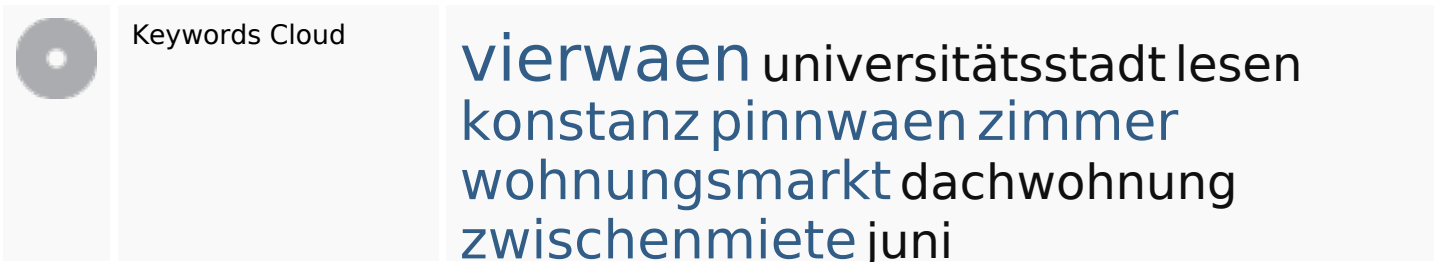 Keywords Cloud
vierwaen universitätsstadt lesen
konstanz pinnwaen zimmer
wohnungsmarkt dachwohnung
zwischenmiete juni